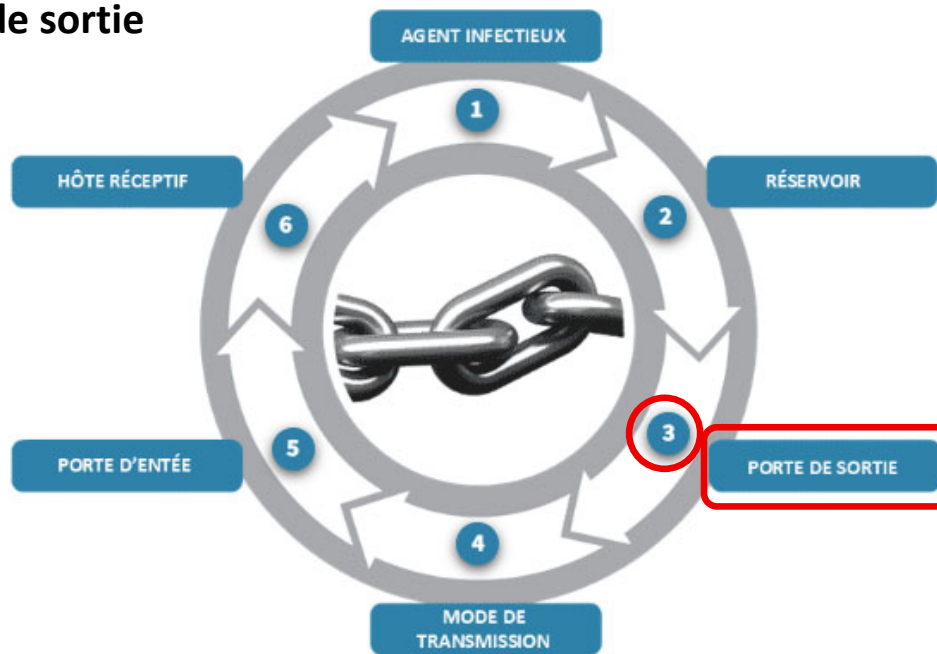 de sortie
AGENT INFECTIEUX
1
RÉSERVOIR
2
3
PORTE DE SORTIE
4
MODE DE
TRANSMISSION
5
PORTE D'ENTÉE
6
HÔTE RÉCEPTIF